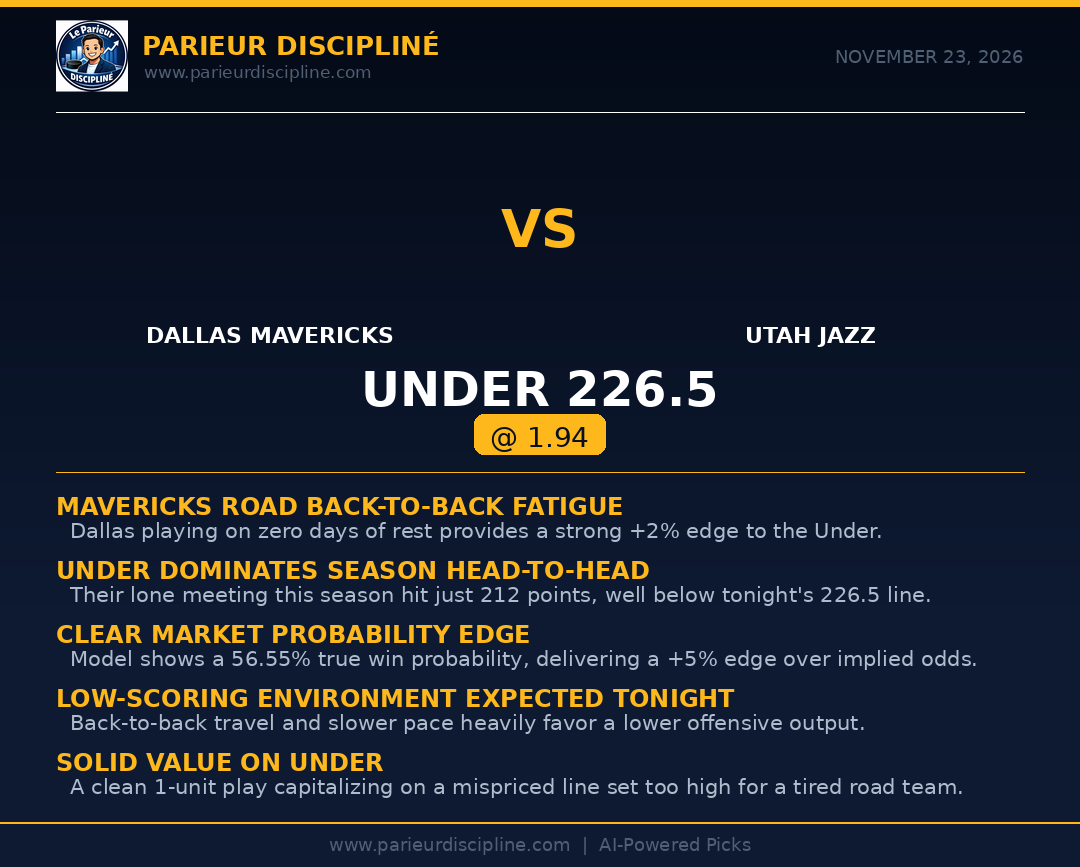 Le Parieur
DISCIPLINÉ
PARIEUR DISCIPLINÉ
www.parieurdiscipline.com
NOVEMBER 23, 2026
VS
DALLAS MAVERICKS
UTAH JAZZ
UNDER 226.5
@ 1.94
MAVERICKS ROAD BACK-TO-BACK FATIGUE
Dallas playing on zero days of rest provides a strong +2% edge to the Under.
UNDER DOMINATES SEASON HEAD-TO-HEAD
Their lone meeting this season hit just 212 points, well below tonight's 226.5 line.
CLEAR MARKET PROBABILITY EDGE
Model shows a 56.55% true win probability, delivering a +5% edge over implied odds.
LOW-SCORING ENVIRONMENT EXPECTED TONIGHT
Back-to-back travel and slower pace heavily favor a lower offensive output.
SOLID VALUE ON UNDER
A clean 1-unit play capitalizing on a mispriced line set too high for a tired road team.
www.parieurdiscipline.com | AI-Powered Picks